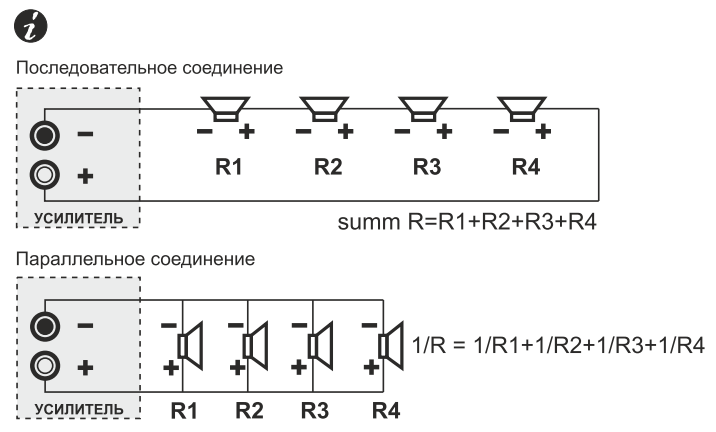 i
Последовательное соединение
−
− + − + − + − +
+
R1 R2 R3 R4
УСИЛИТЕЛЬ
summ R=R1+R2+R3+R4
Параллельное соединение
− − − − −
1/R = 1/R1+1/R2+1/R3+1/R4
+ + + + +
УСИЛИТЕЛЬ R1 R2 R3 R4